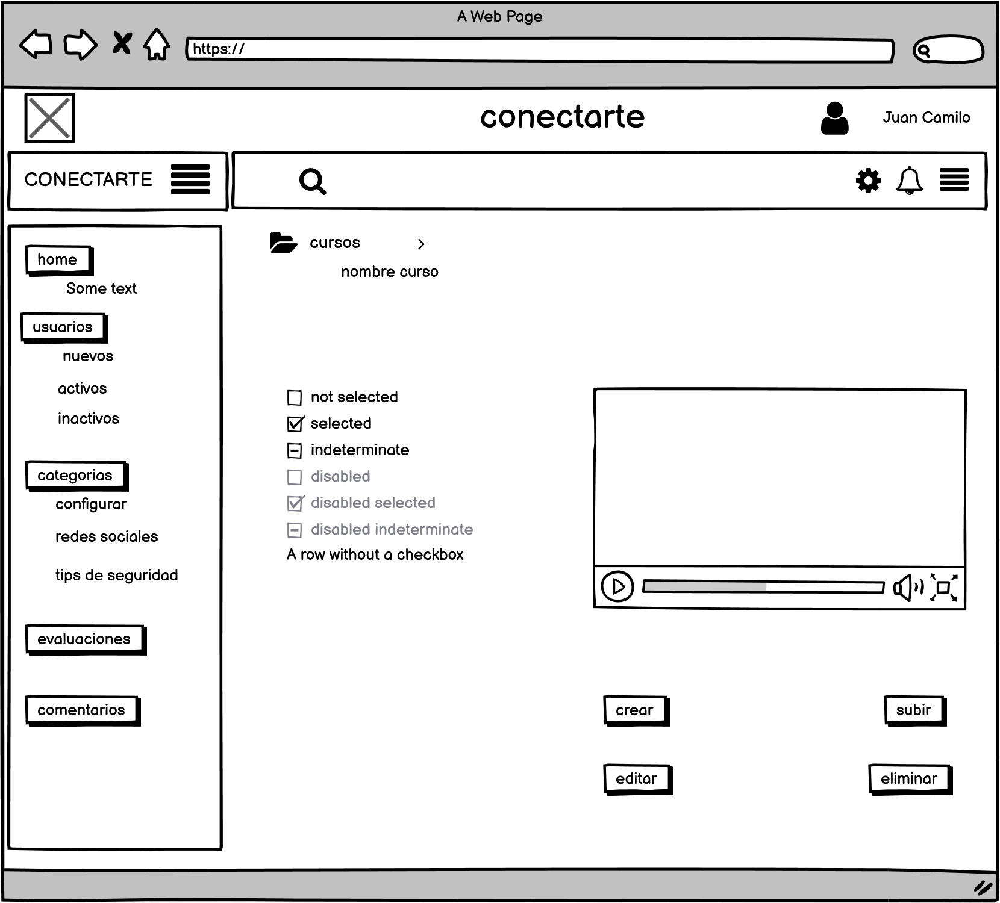 A Web Page
https://
conectarte
Juan Camilo
CONECTARTE
home
Some text
usuarios
nuevos
activos
inactivos
categorias
configurar
redes sociales
tips de seguridad
evaluaciones
comentarios
cursos >
nombre curso
not selected
selected
indeterminate
disabled
disabled selected
disabled indeterminate
A row without a checkbox
crear
subir
editar
eliminar